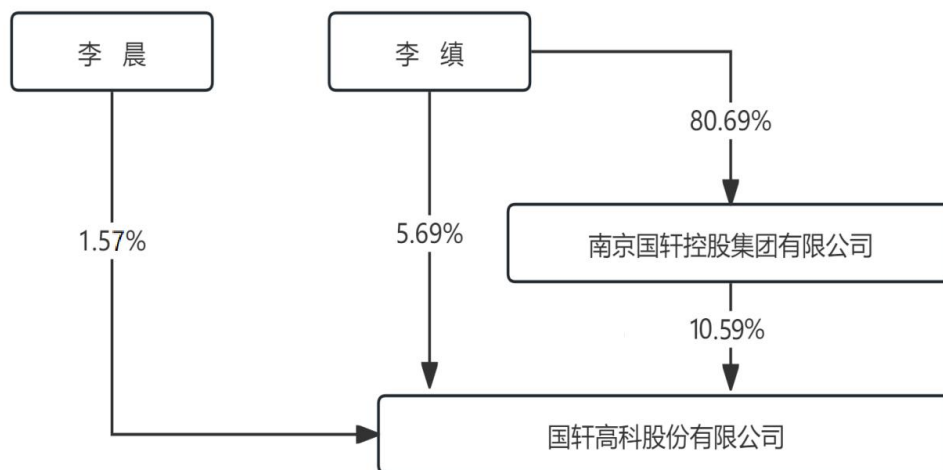 李 晨
李 缜
80.69%
1.57%
5.69%
南京国轩控股集团有限公司
10.59%
国轩高科股份有限公司